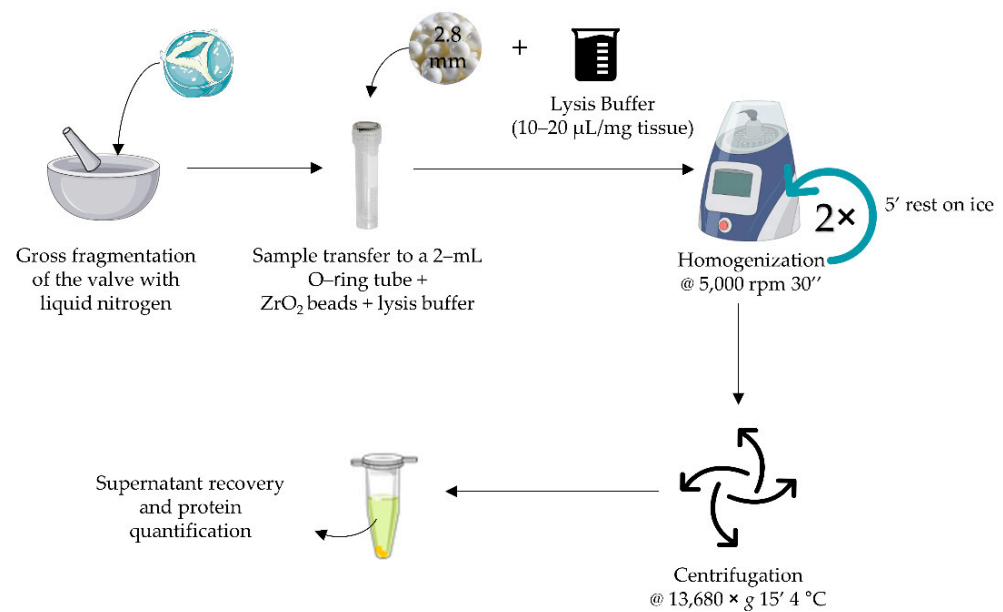 2.8
mm
+
Lysis Buffer
(10–20 µL/mg tissue)
Gross fragmentation
of the valve with
liquid nitrogen
Sample transfer to a 2–mL
O–ring tube +
ZrO₂ beads + lysis buffer
2×
5′ rest on ice
Homogenization
@ 5,000 rpm 30′′
Supernatant recovery
and protein
quantification
Centrifugation
@ 13,680 × g 15′ 4 °C